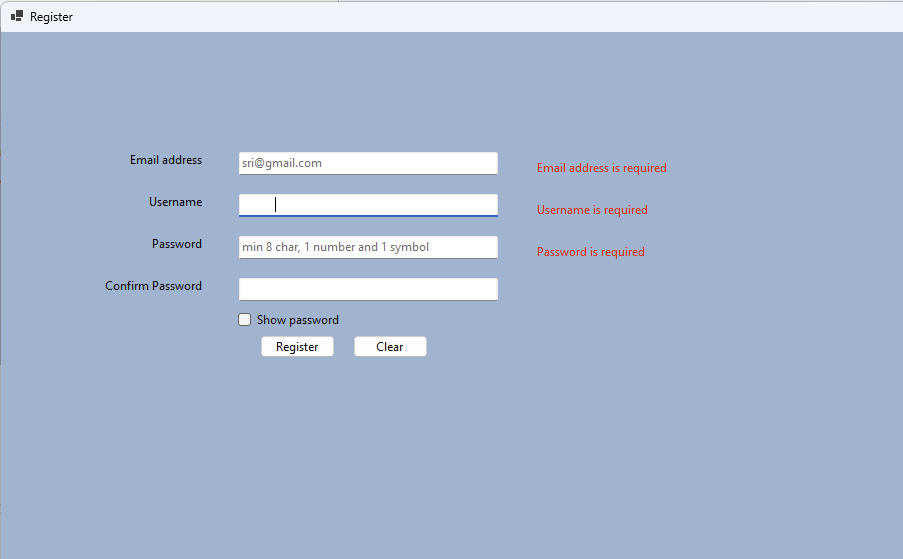 Register
Email address sri@gmail.com Email address is required
Username Username is required
Password min 8 char, 1 number and 1 symbol Password is required
Confirm Password
Show password
Register Clear